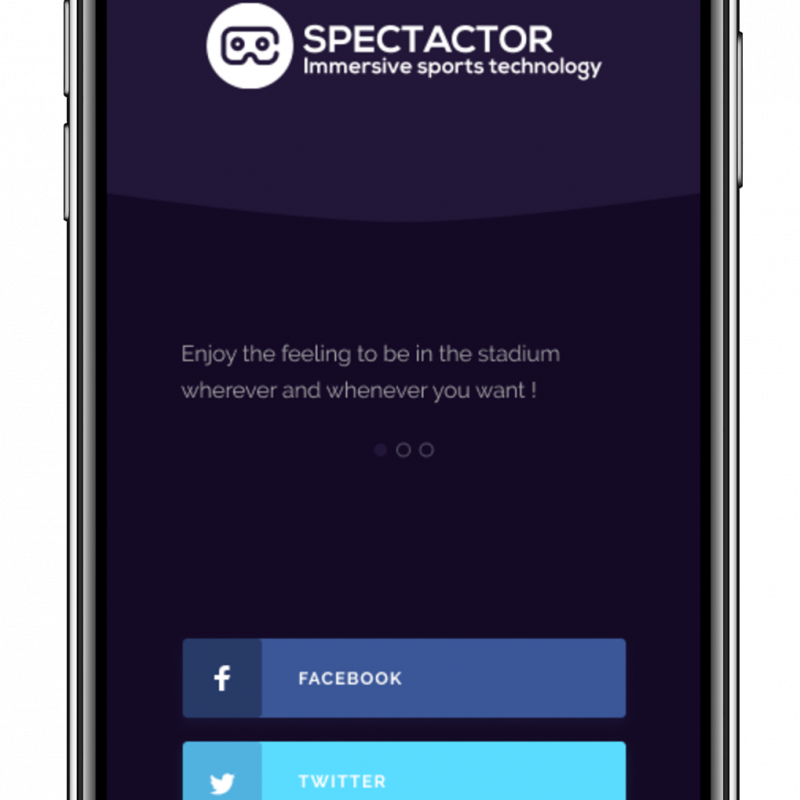 SPECTACTOR
Immersive sports technology
Enjoy the feeling to be in the stadium
wherever and whenever you want !
FACEBOOK
TWITTER